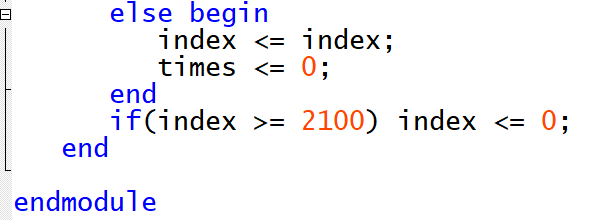 else begin
index <= index;
times <= 0;
end
if(index >= 2100) index <= 0;
end
endmodule